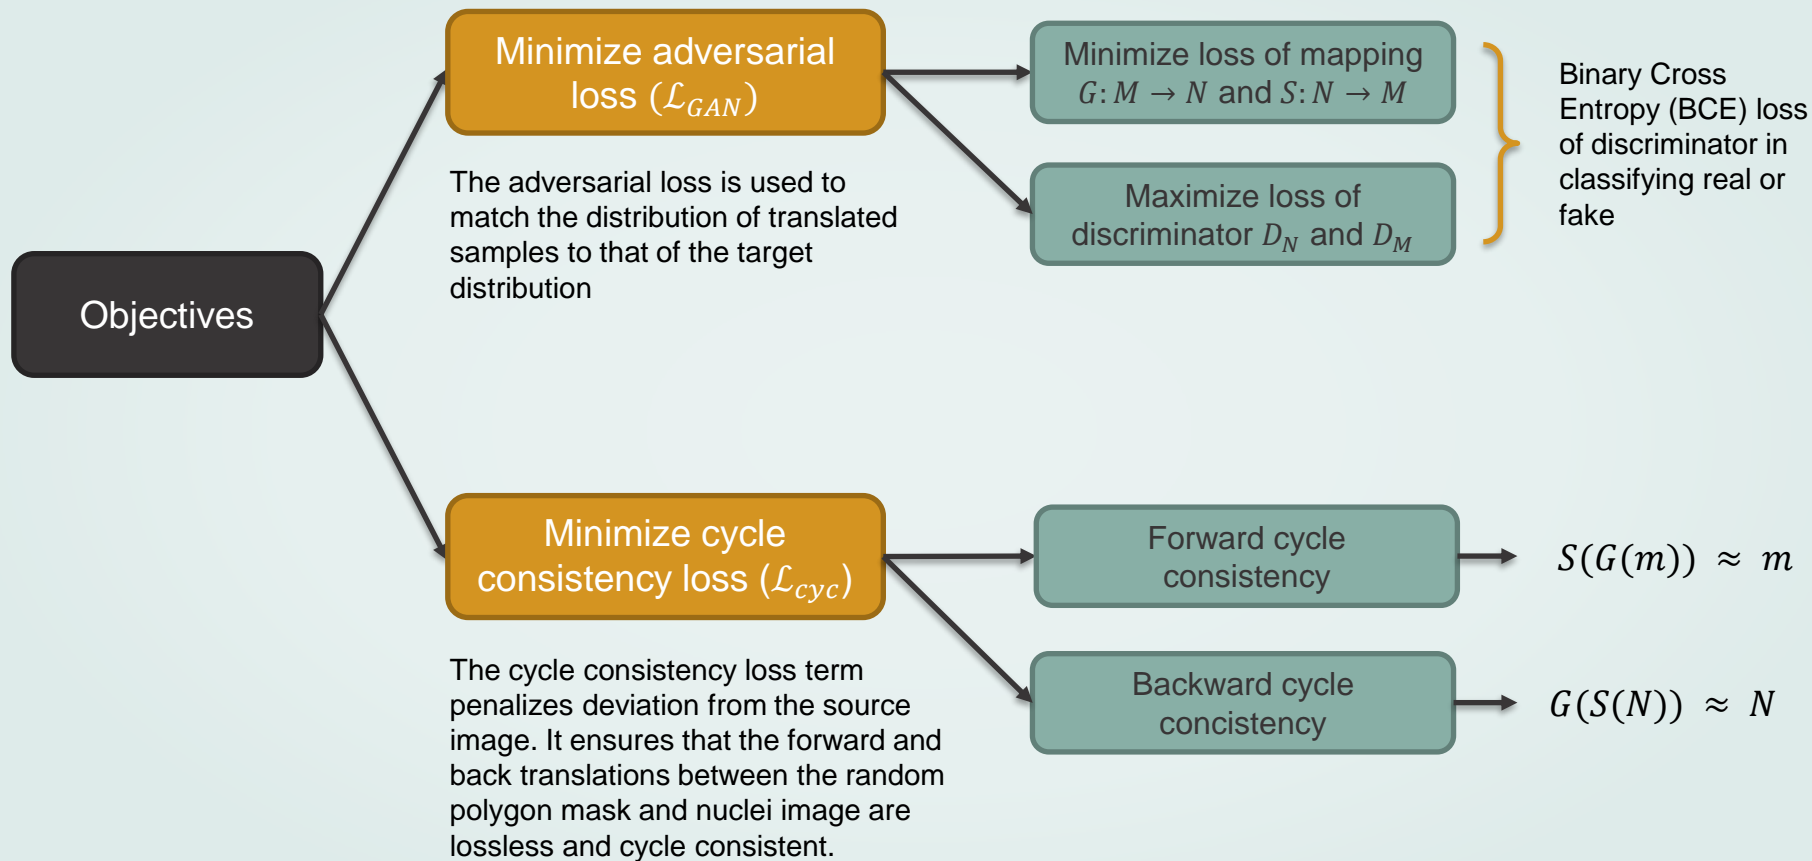 Objectives
Minimize adversarial
loss (ℒ_GAN)
The adversarial loss is used to
match the distribution of translated
samples to that of the target
distribution
Minimize loss of mapping
G: M → N and S: N → M
Maximize loss of
discriminator D_N and D_M
Binary Cross
Entropy (BCE) loss
of discriminator in
classifying real or
fake
Minimize cycle
consistency loss (ℒ_cyc)
The cycle consistency loss term
penalizes deviation from the source
image. It ensures that the forward and
back translations between the random
polygon mask and nuclei image are
lossless and cycle consistent.
Forward cycle
consistency
S(G(m)) ≈ m
Backward cycle
concistency
G(S(N)) ≈ N